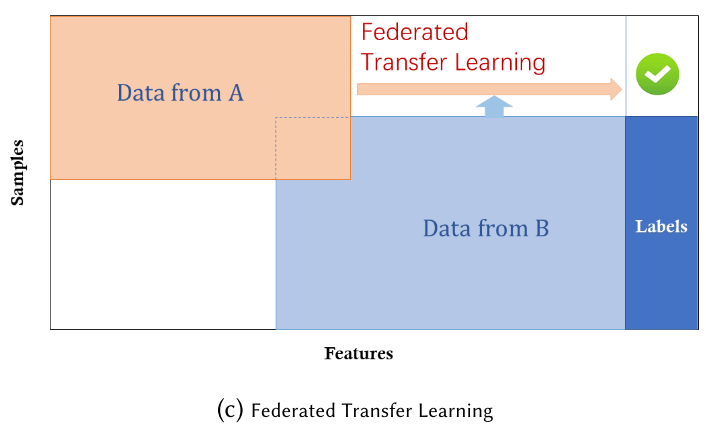 Federated
Transfer Learning
Data from A
Samples
Data from B
Labels
Features
(c) Federated Transfer Learning